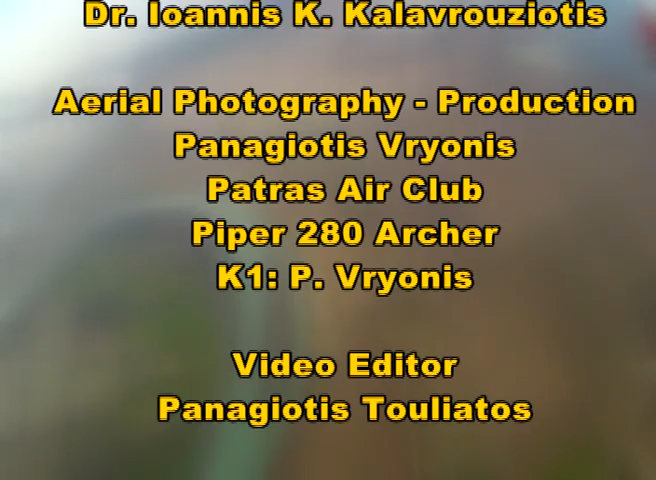 Dr. Ioannis K. Kalavrouziotis
Aerial Photography - Production
Panagiotis Vryonis
Patras Air Club
Piper 280 Archer
K1: P. Vryonis
Video Editor
Panagiotis Touliatos